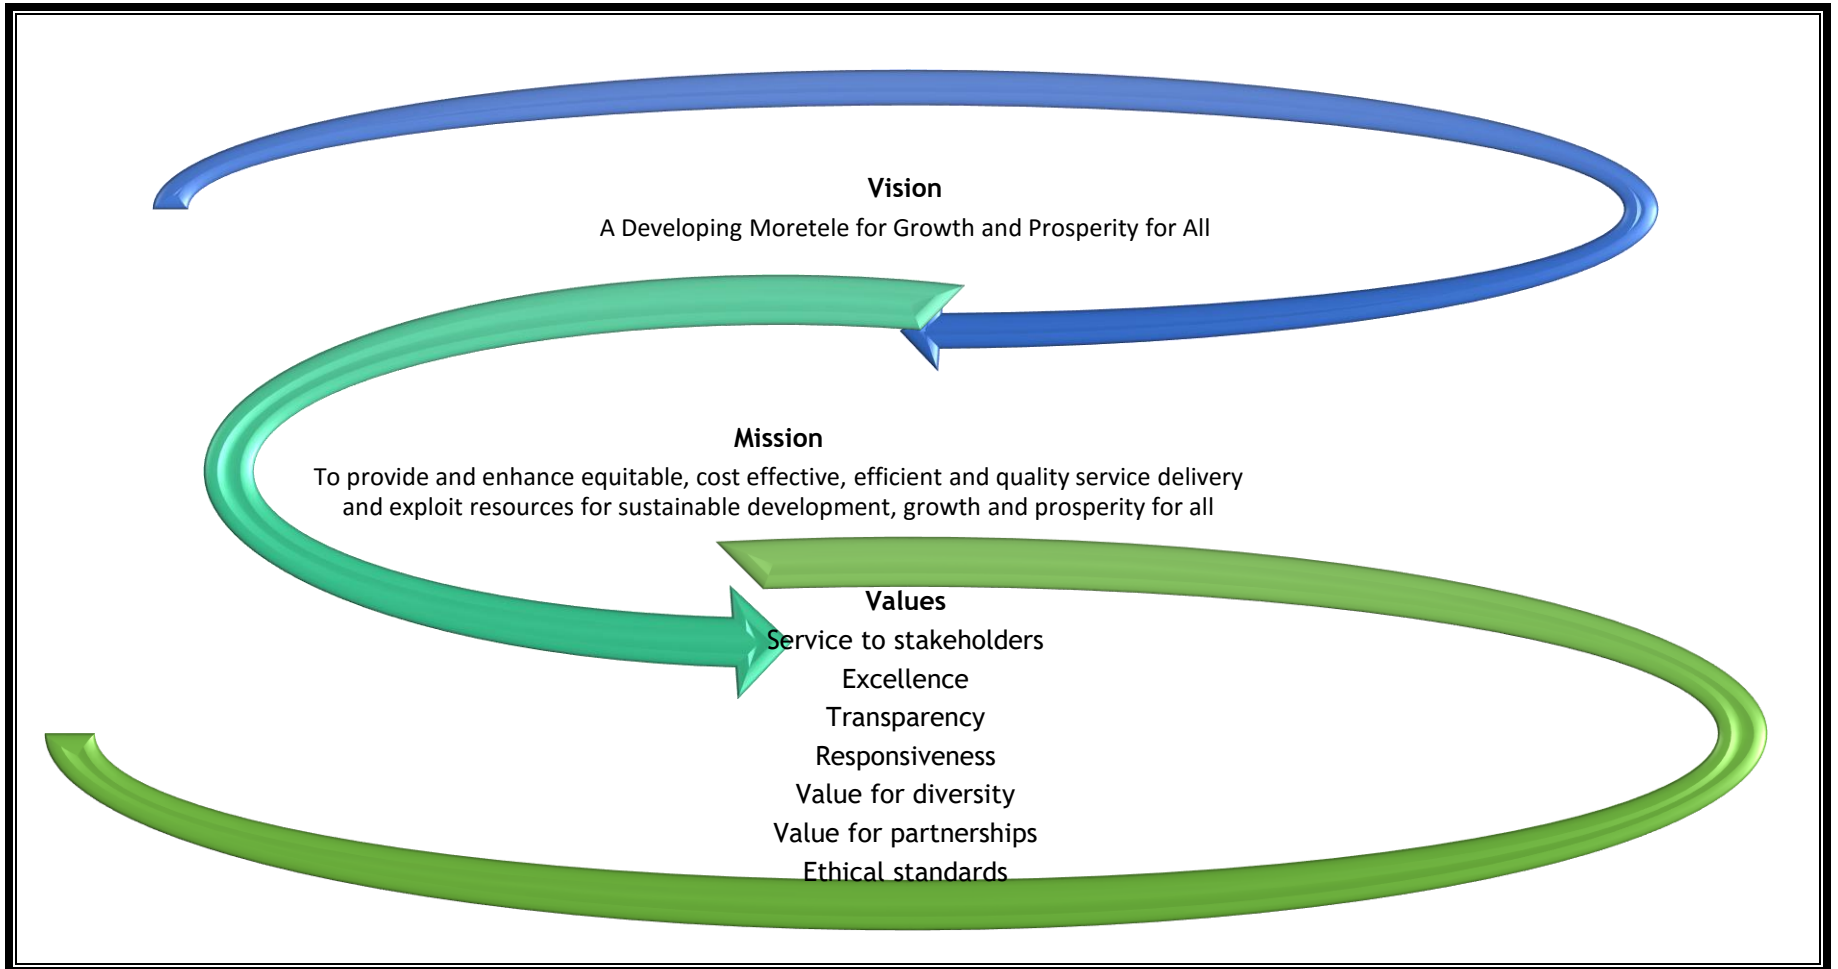 Vision
A Developing Moretele for Growth and Prosperity for All
Mission
To provide and enhance equitable, cost effective, efficient and quality service delivery
and exploit resources for sustainable development, growth and prosperity for all
Values
Service to stakeholders
Excellence
Transparency
Responsiveness
Value for diversity
Value for partnerships
Ethical standards